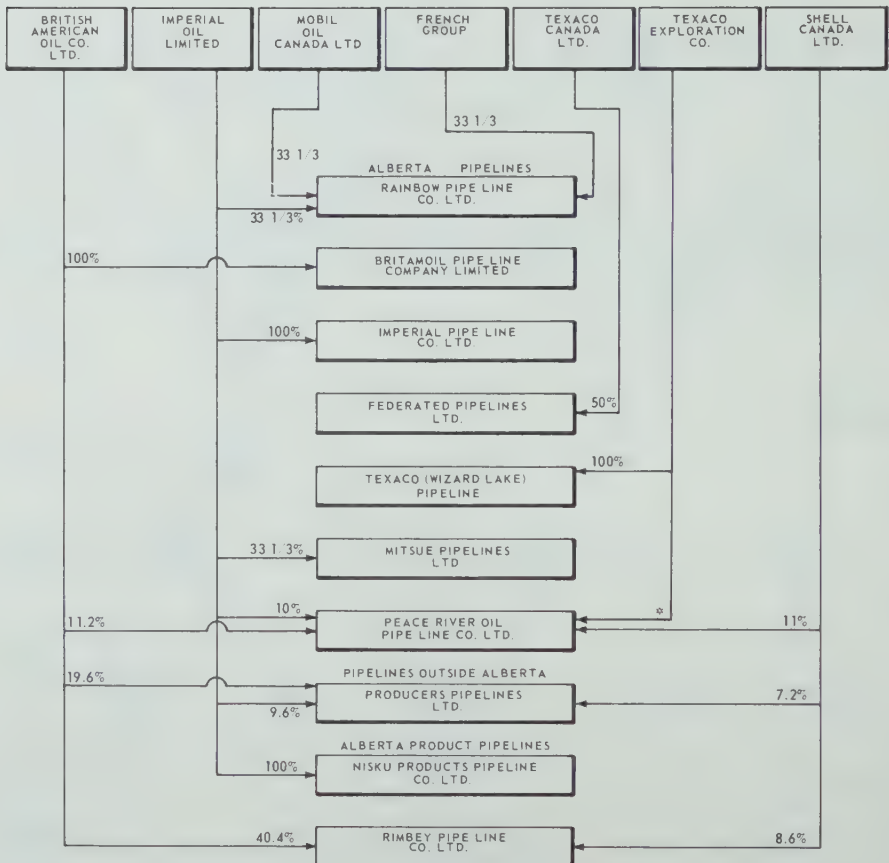 BRITISH
AMERICAN
OIL CO.
LTD.
IMPERIAL
OIL
LIMITED
MOBIL
OIL
CANADA LTD
FRENCH
GROUP
TEXACO
CANADA
LTD.
TEXACO
EXPLORATION
CO.
SHELL
CANADA
LTD.
33 1/3
33 1/3
ALBERTA PIPELINES
RAINBOW PIPE LINE
CO. LTD.
33 1/3%
100%
BRITAMOIL PIPE LINE
COMPANY LIMITED
100%
IMPERIAL PIPE LINE
CO. LTD.
FEDERATED PIPELINES
LTD.
50%
TEXACO (WIZARD LAKE)
PIPELINE
100%
33 1/3%
MITSUE PIPELINES
LTD
11.2%
10%
PEACE RIVER OIL
PIPE LINE CO. LTD.
*
11%
19.6%
PIPELINES OUTSIDE ALBERTA
PRODUCERS PIPELINES
LTD.
9.6%
7.2%
ALBERTA PRODUCT PIPELINES
100%
NISKU PRODUCTS PIPELINE
CO. LTD.
40.4%
RIMBEY PIPE LINE
CO. LTD.
8.6%